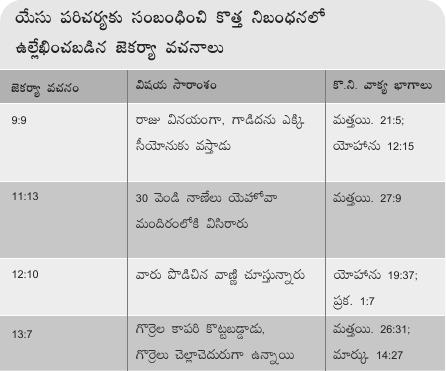 యేసు పరిచర్యకు సంబంధించి కొత్త నిబంధనలో
ఉల్లేఖించబడిన జెకర్యా వచనాలు
జెకర్యా వచనం విషయ సారాంశం కొ.ని. వాక్య భాగాలు
9:9 రాజు వినయంగా, గాడిదను ఎక్కి మత్తయి. 21:5;
సీయోనుకు వస్తాడు యోహాను 12:15
11:13 30 వెండి నాణేలు యెహోవా మత్తయి. 27:9
మందిరంలోకి విసిరారు
12:10 వారు పొడిచిన వాణ్ణి చూస్తున్నారు యోహాను 19:37;
ప్రక. 1:7
13:7 గొర్రెల కాపరి కొట్టబడ్డాడు, మత్తయి. 26:31;
గొర్రెలు చెల్లాచెదురుగా ఉన్నాయి మార్కు 14:27